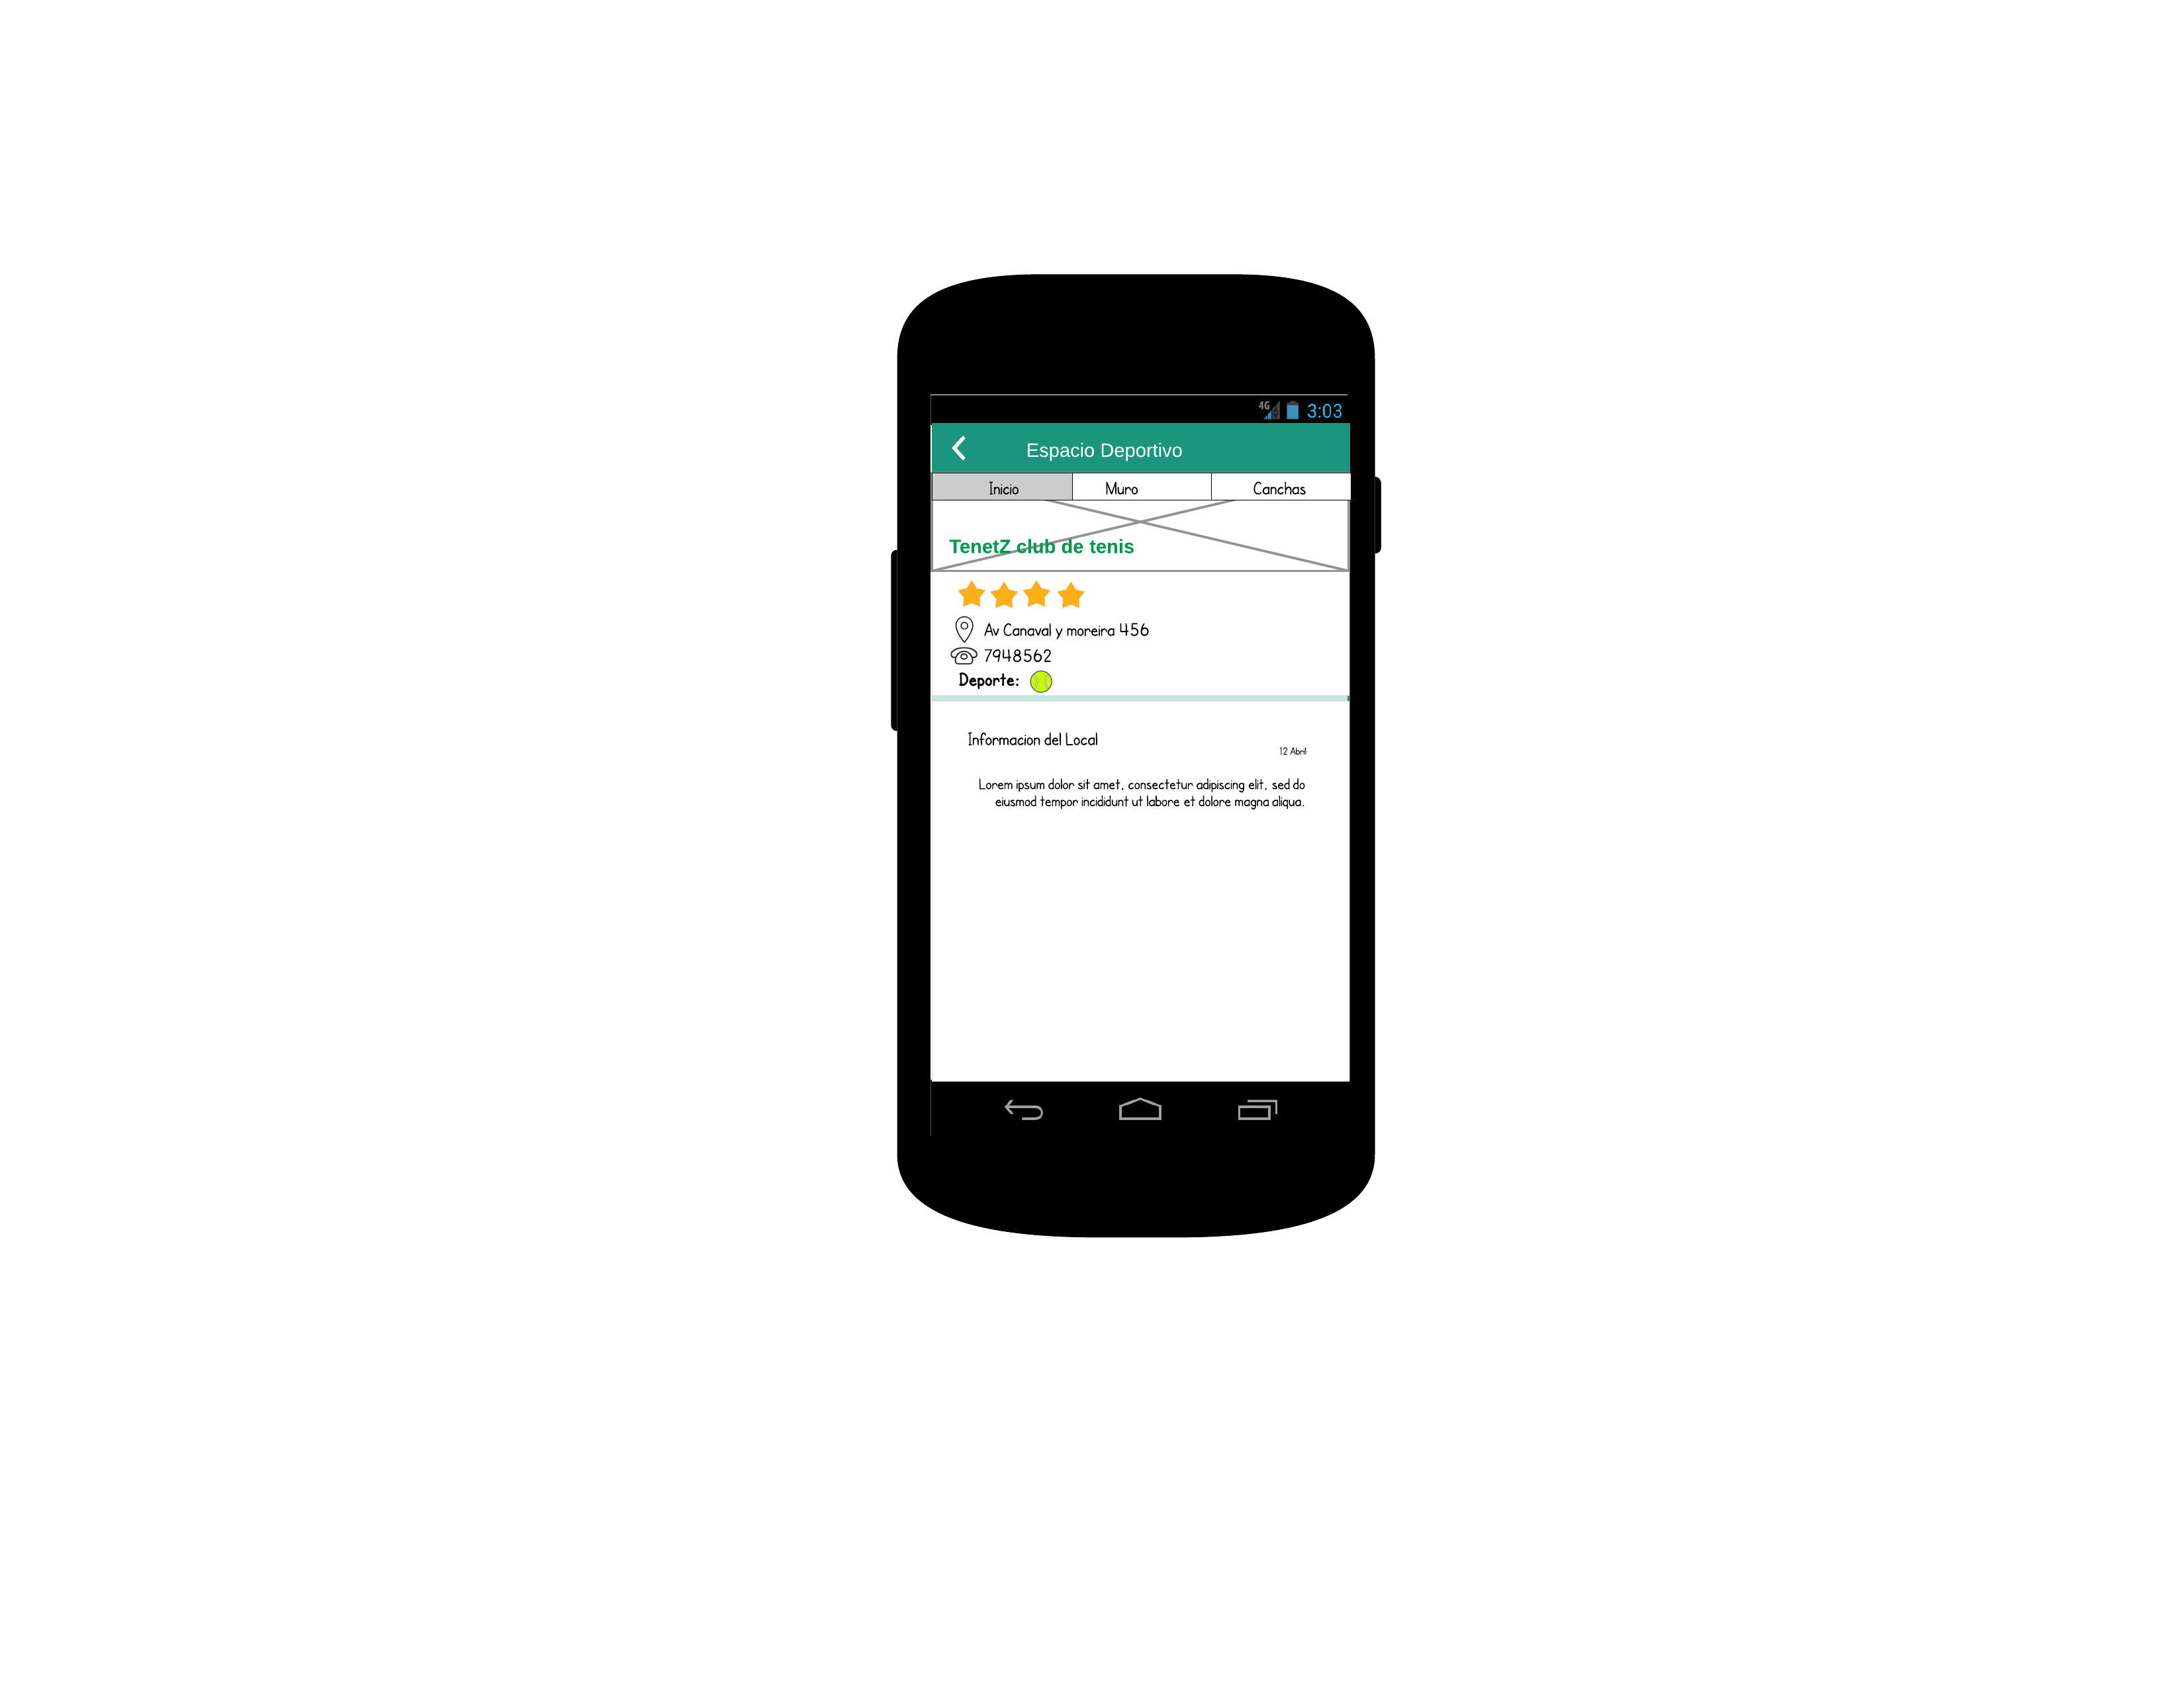 4G 3:03
Espacio Deportivo
Inicio Muro Canchas
TenetZ club de tenis
Av Canaval y moreira 456
7948562
Deporte:
Informacion del Local
12 Abril
Lorem ipsum dolor sit amet, consectetur adipiscing elit, sed do
eiusmod tempor incididunt ut labore et dolore magna aliqua.